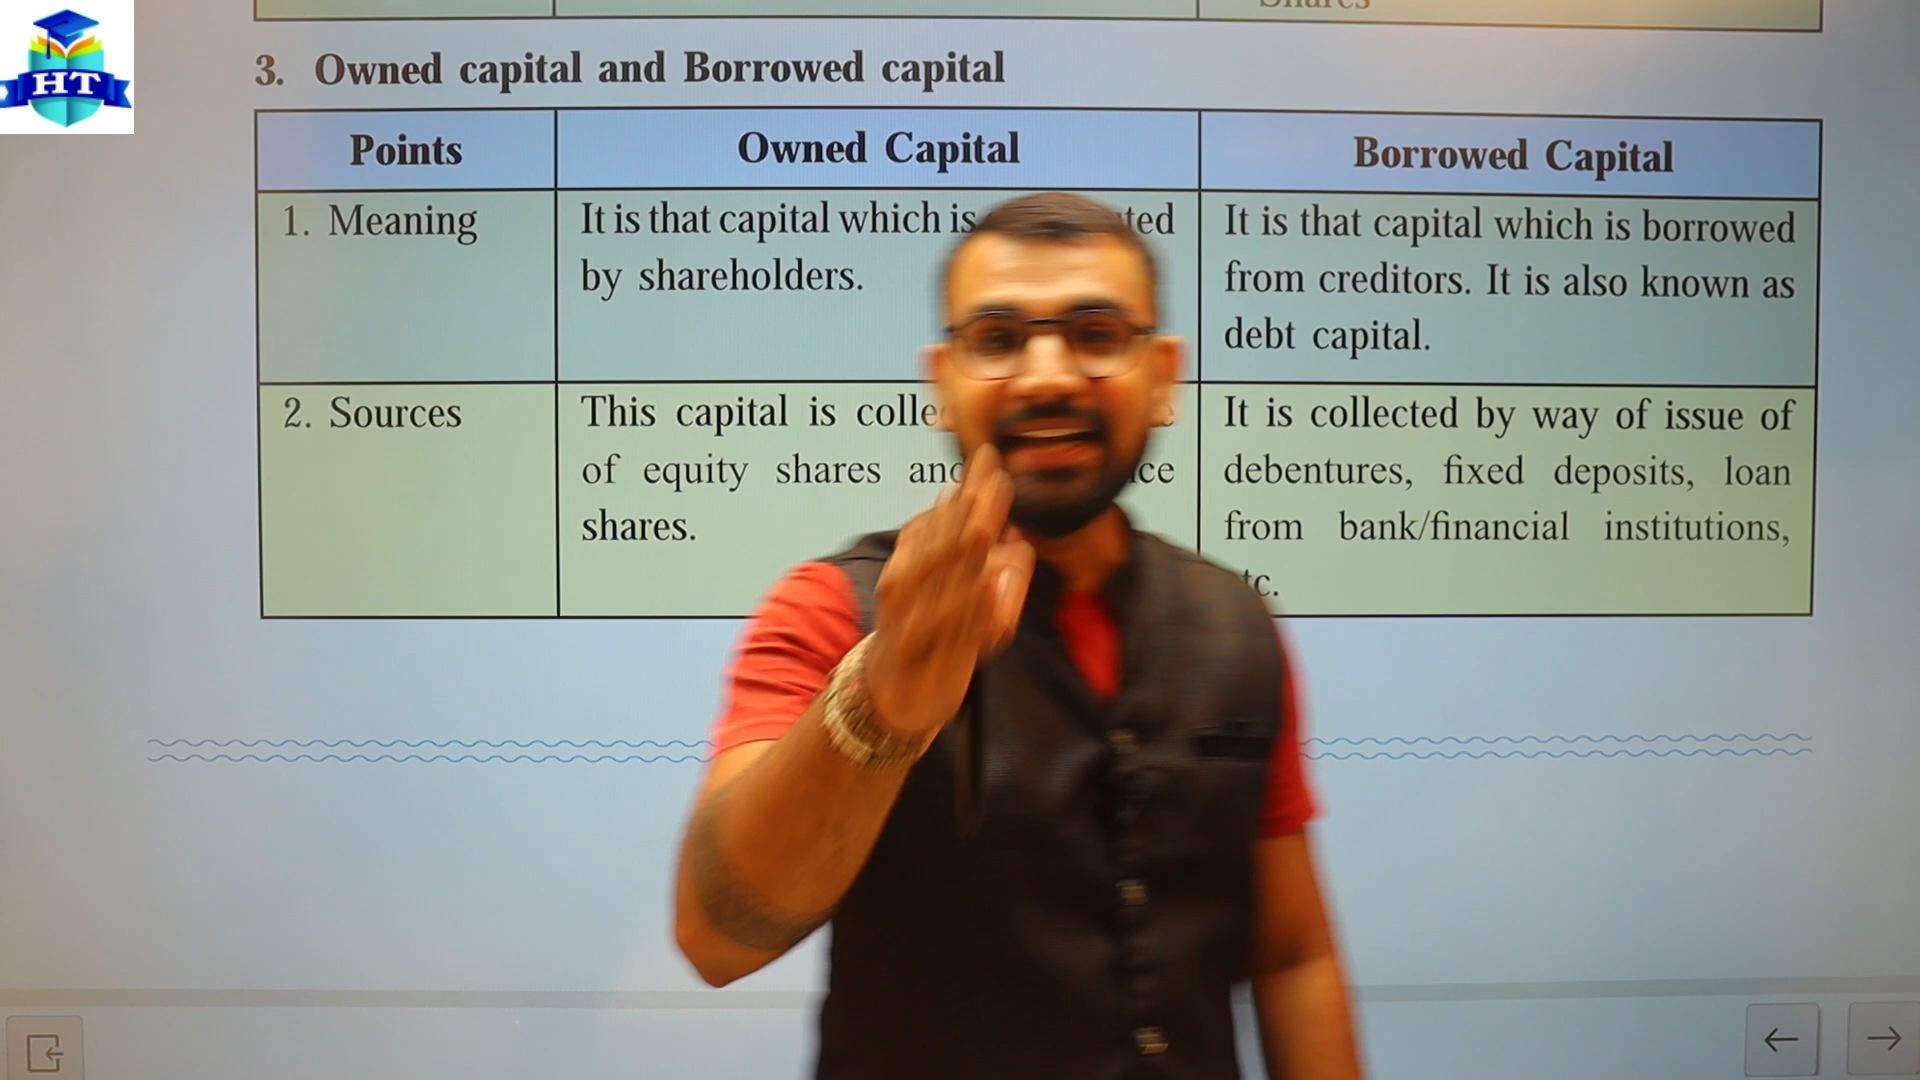 Shares
HT
3. Owned capital and Borrowed capital
Points
Owned Capital
Borrowed Capital
1. Meaning
It is that capital which is
by shareholders.
It is that capital which is borrowed
from creditors. It is also known as
debt capital.
2. Sources
This capital is
of equity shares
shares.
It is collected by way of issue of
debentures, fixed deposits, loan
from bank/financial institutions,